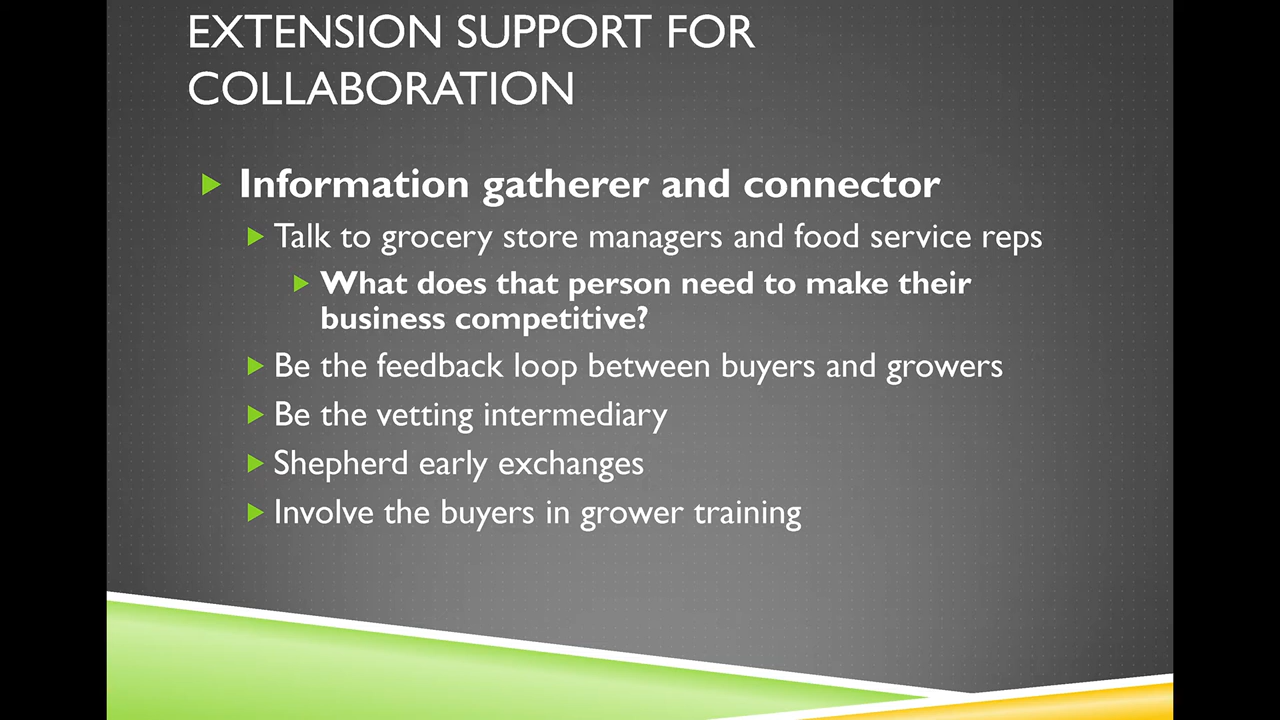 EXTENSION SUPPORT FOR
COLLABORATION
Information gatherer and connector
Talk to grocery store managers and food service reps
What does that person need to make their
business competitive?
Be the feedback loop between buyers and growers
Be the vetting intermediary
Shepherd early exchanges
Involve the buyers in grower training